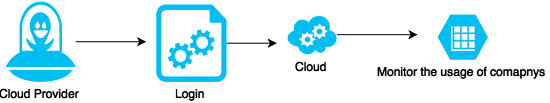 Cloud Provider
Login
Cloud
Monitor the usage of comapnys